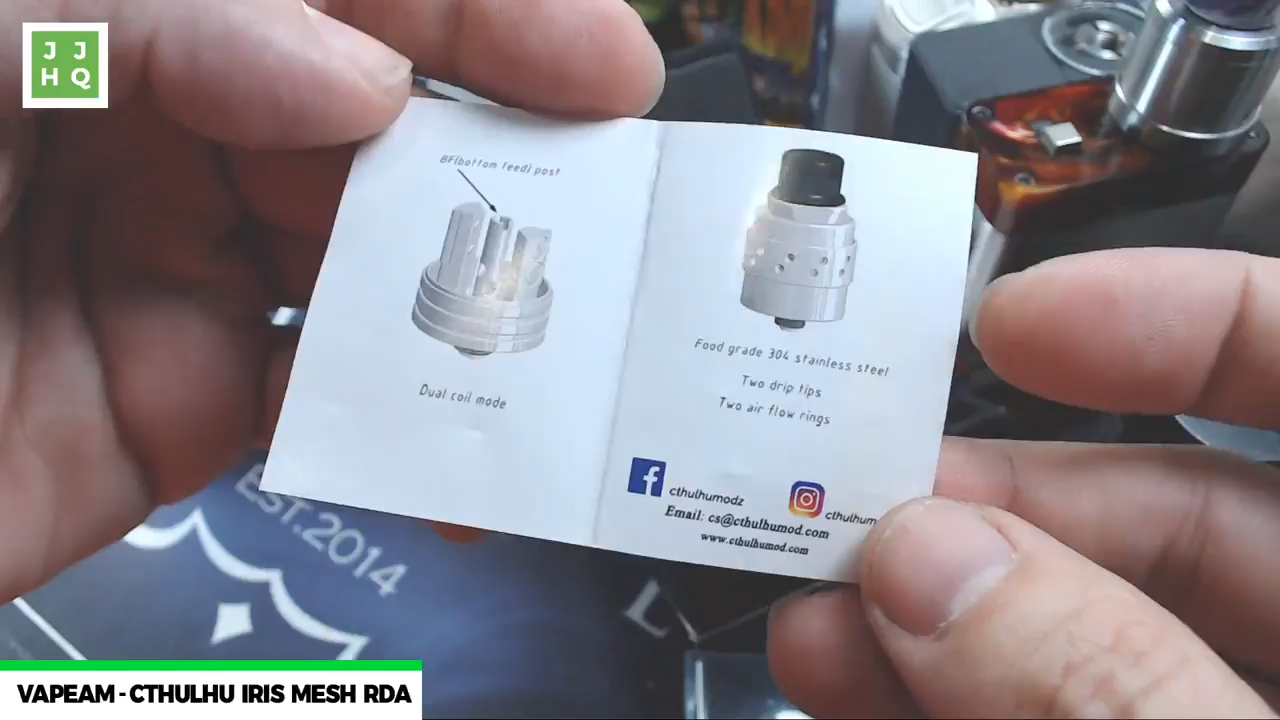 J J
H Q
BF(bottom feed) post
Dual coil mode
Food grade 304 stainless steel
Two drip tips
Two air flow rings
cthulhumodz
cthulhum
Email: cs@cthulhumod.com
www.cthulhumod.com
EST.2014
L
VAPEAM - CTHULHU IRIS MESH RDA